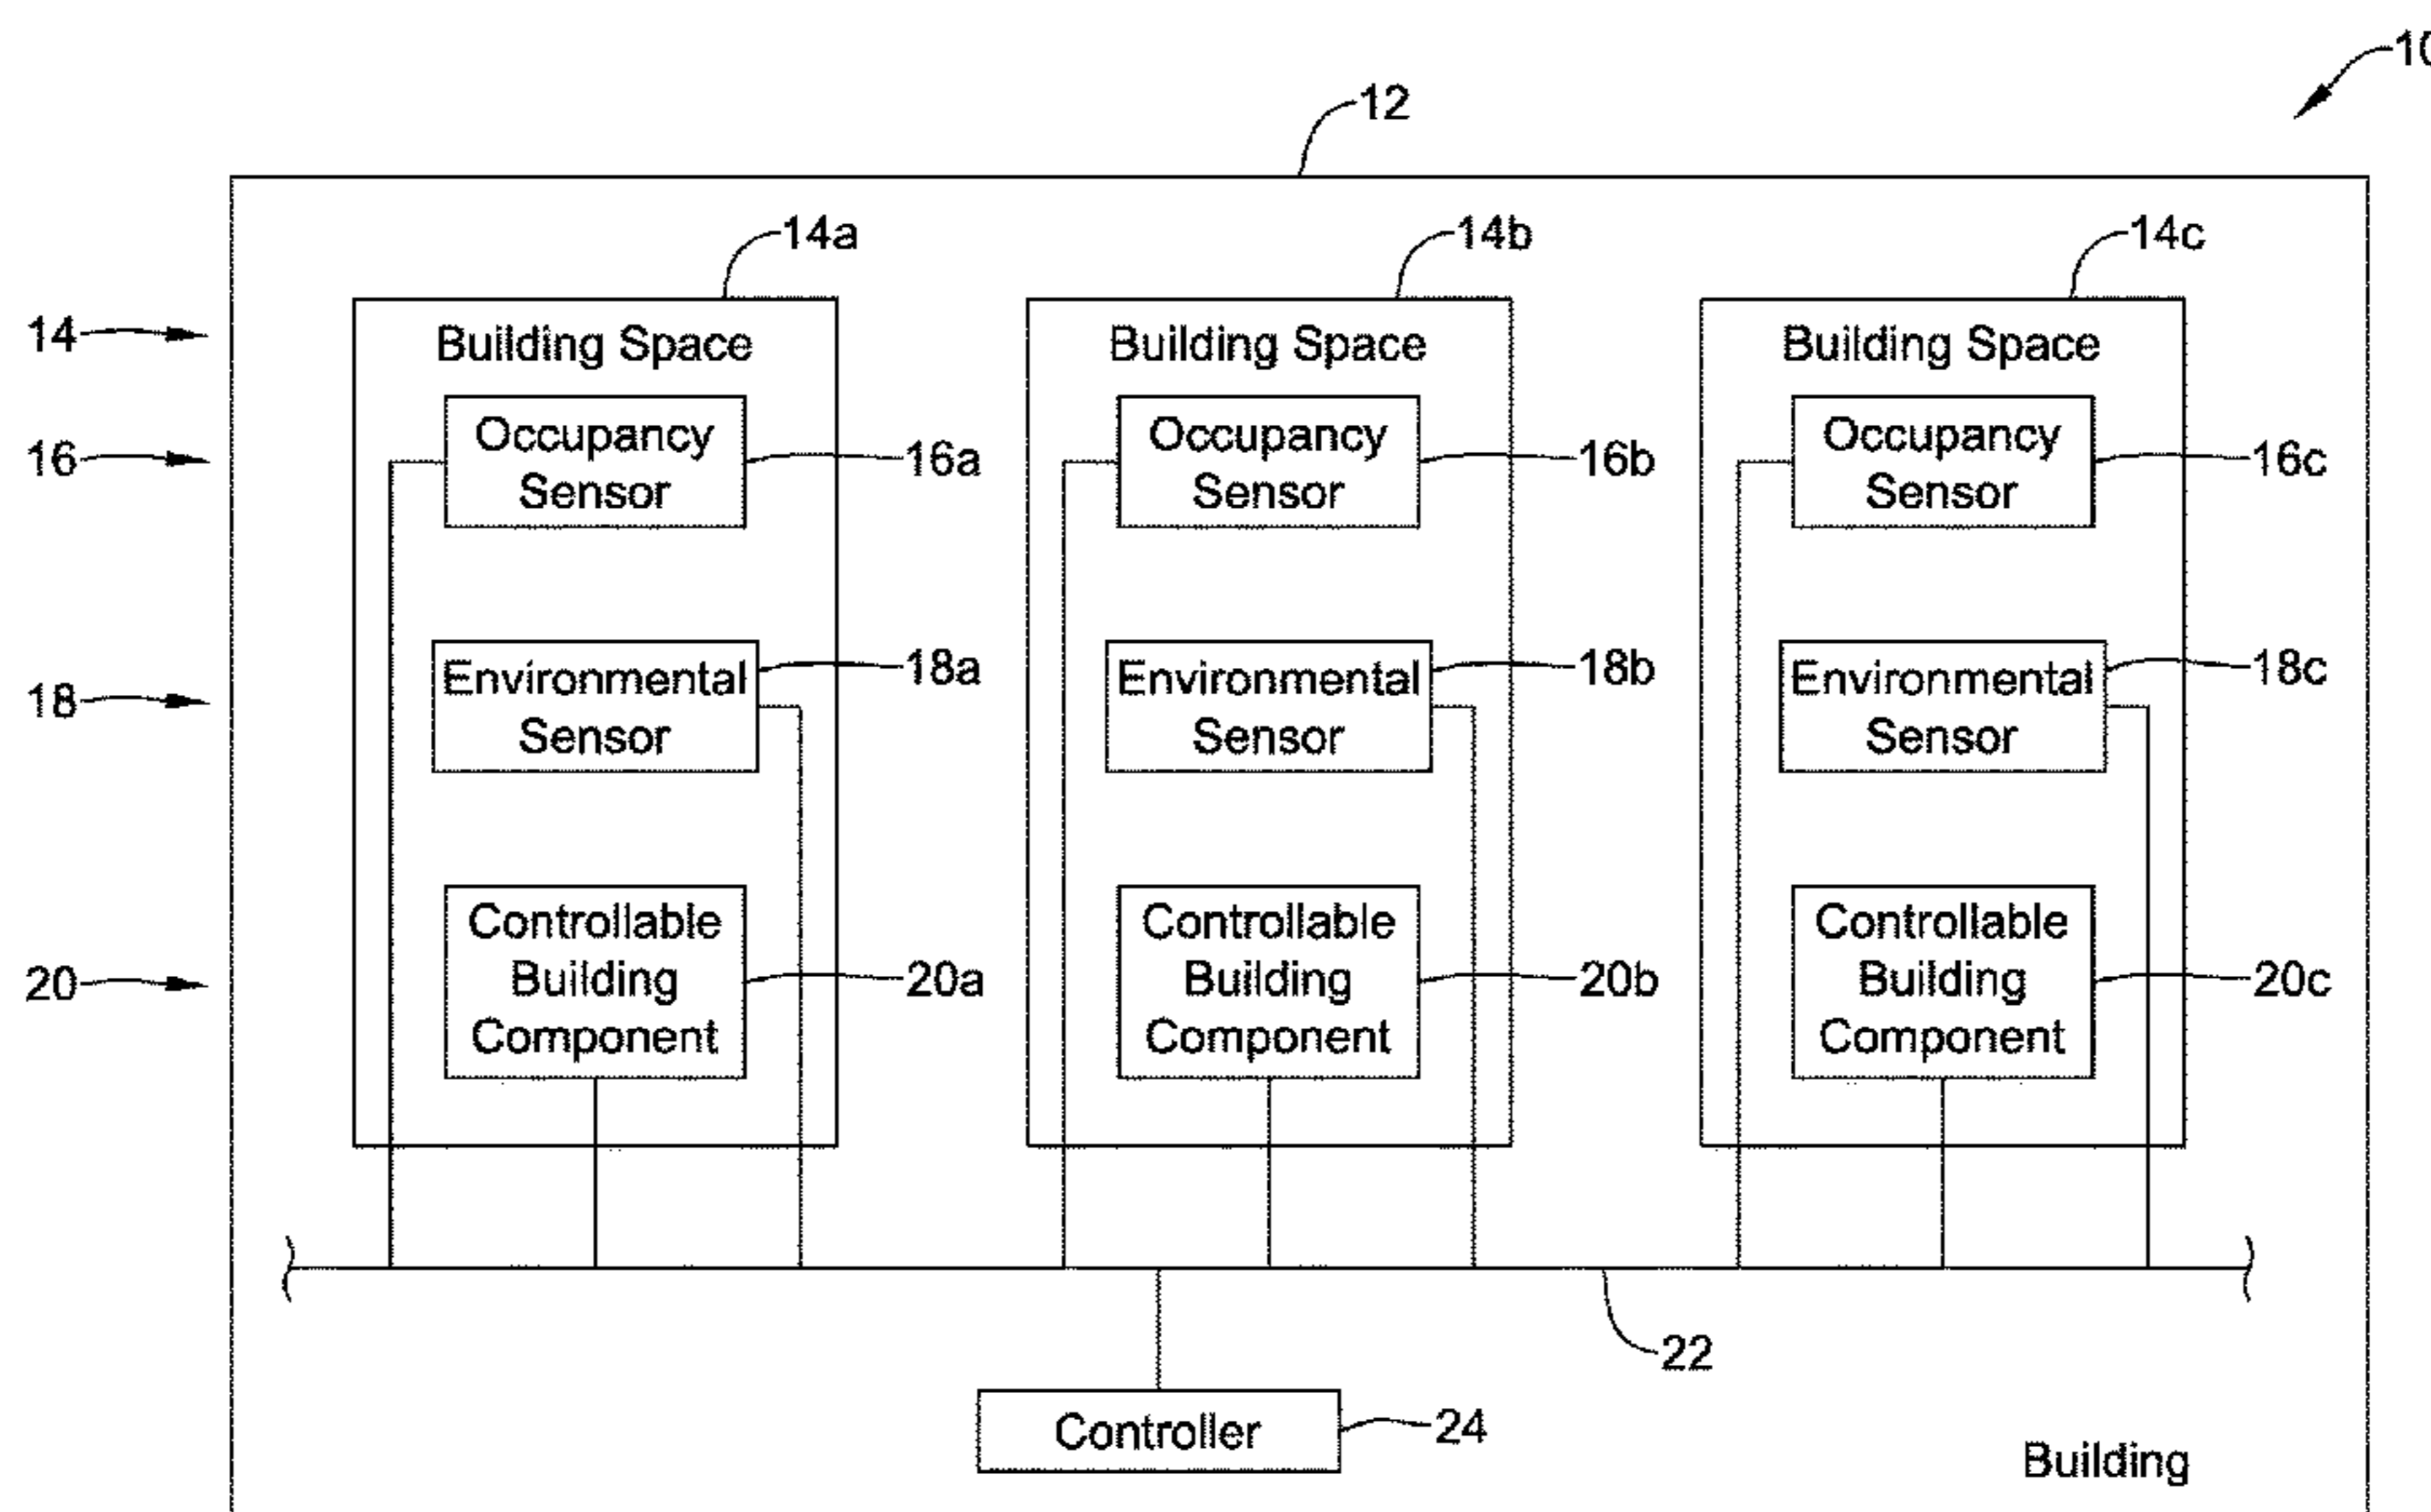 10
12
14a
14b
14c
14
Building Space
Building Space
Building Space
16
Occupancy
Sensor
16a
Occupancy
Sensor
16b
Occupancy
Sensor
16c
18
Environmental
Sensor
18a
Environmental
Sensor
18b
Environmental
Sensor
18c
20
Controllable
Building
Component
20a
Controllable
Building
Component
20b
Controllable
Building
Component
20c
22
Controller
24
Building